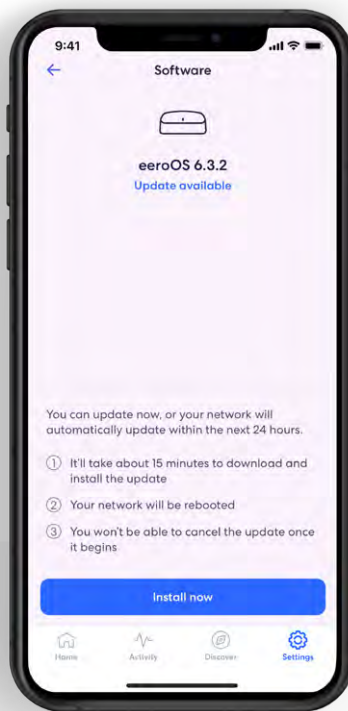 9:41
Software
eeroOS 6.3.2
Update available
You can update now, or your network will
automatically update within the next 24 hours.
1 It'll take about 15 minutes to download and
install the update
2 Your network will be rebooted
3 You won't be able to cancel the update once
it begins
Install now
Home Activity Discover Settings